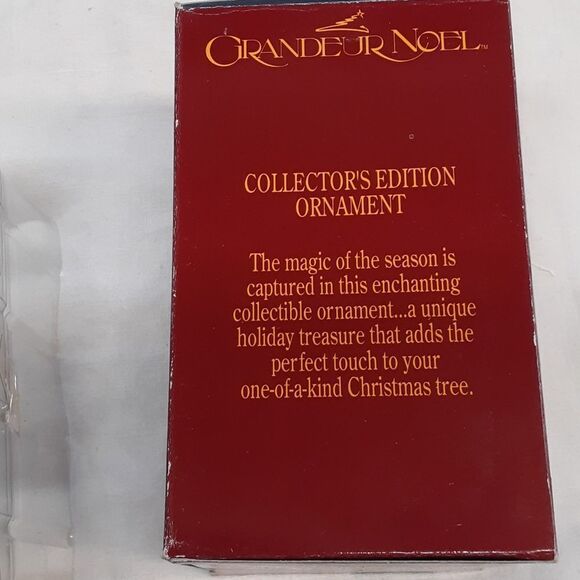 GRANDEUR NOEL™
COLLECTOR'S EDITION
ORNAMENT
The magic of the season is
captured in this enchanting
collectible ornament...a unique
holiday treasure that adds the
perfect touch to your
one-of-a-kind Christmas tree.